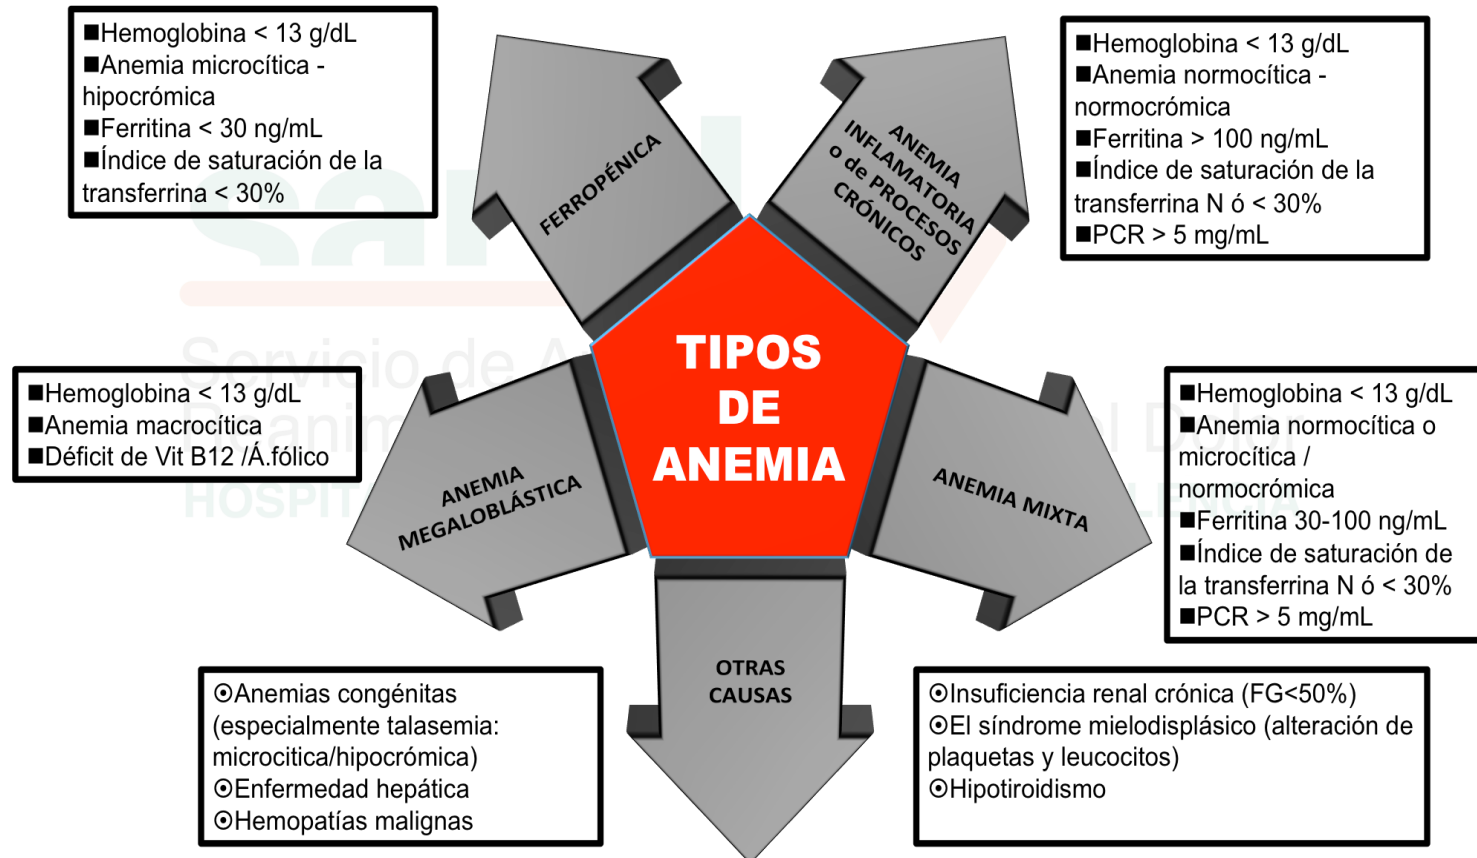 ■Hemoglobina < 13 g/dL
■Anemia microcítica -
hipocrómica
■Ferritina < 30 ng/mL
■Índice de saturación de la
transferrina < 30%
■Hemoglobina < 13 g/dL
■Anemia normocítica -
normocrómica
■Ferritina > 100 ng/mL
■Índice de saturación de la
transferrina N ó < 30%
■PCR > 5 mg/mL
FERROPÉNICA
ANEMIA
INFLAMATORIA
o de PROCESOS
CRÓNICOS
TIPOS
DE
ANEMIA
■Hemoglobina < 13 g/dL
■Anemia macrocítica
■Déficit de Vit B12 /Á.fólico
ANEMIA
MEGALOBLÁSTICA
ANEMIA MIXTA
■Hemoglobina < 13 g/dL
■Anemia normocítica o
microcítica /
normocrómica
■Ferritina 30-100 ng/mL
■Índice de saturación de
la transferrina N ó < 30%
■PCR > 5 mg/mL
OTRAS
CAUSAS
⊙Anemias congénitas
(especialmente talasemia:
microcitica/hipocrómica)
⊙Enfermedad hepática
⊙Hemopatías malignas
⊙Insuficiencia renal crónica (FG<50%)
⊙El síndrome mielodisplásico (alteración de
plaquetas y leucocitos)
⊙Hipotiroidismo
Servicio de
Dolor